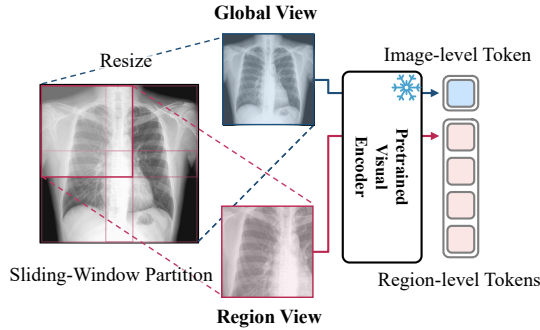 Global View
Resize
Image-level Token
Pretrained
Visual
Encoder
Sliding-Window Partition
Region-level Tokens
Region View